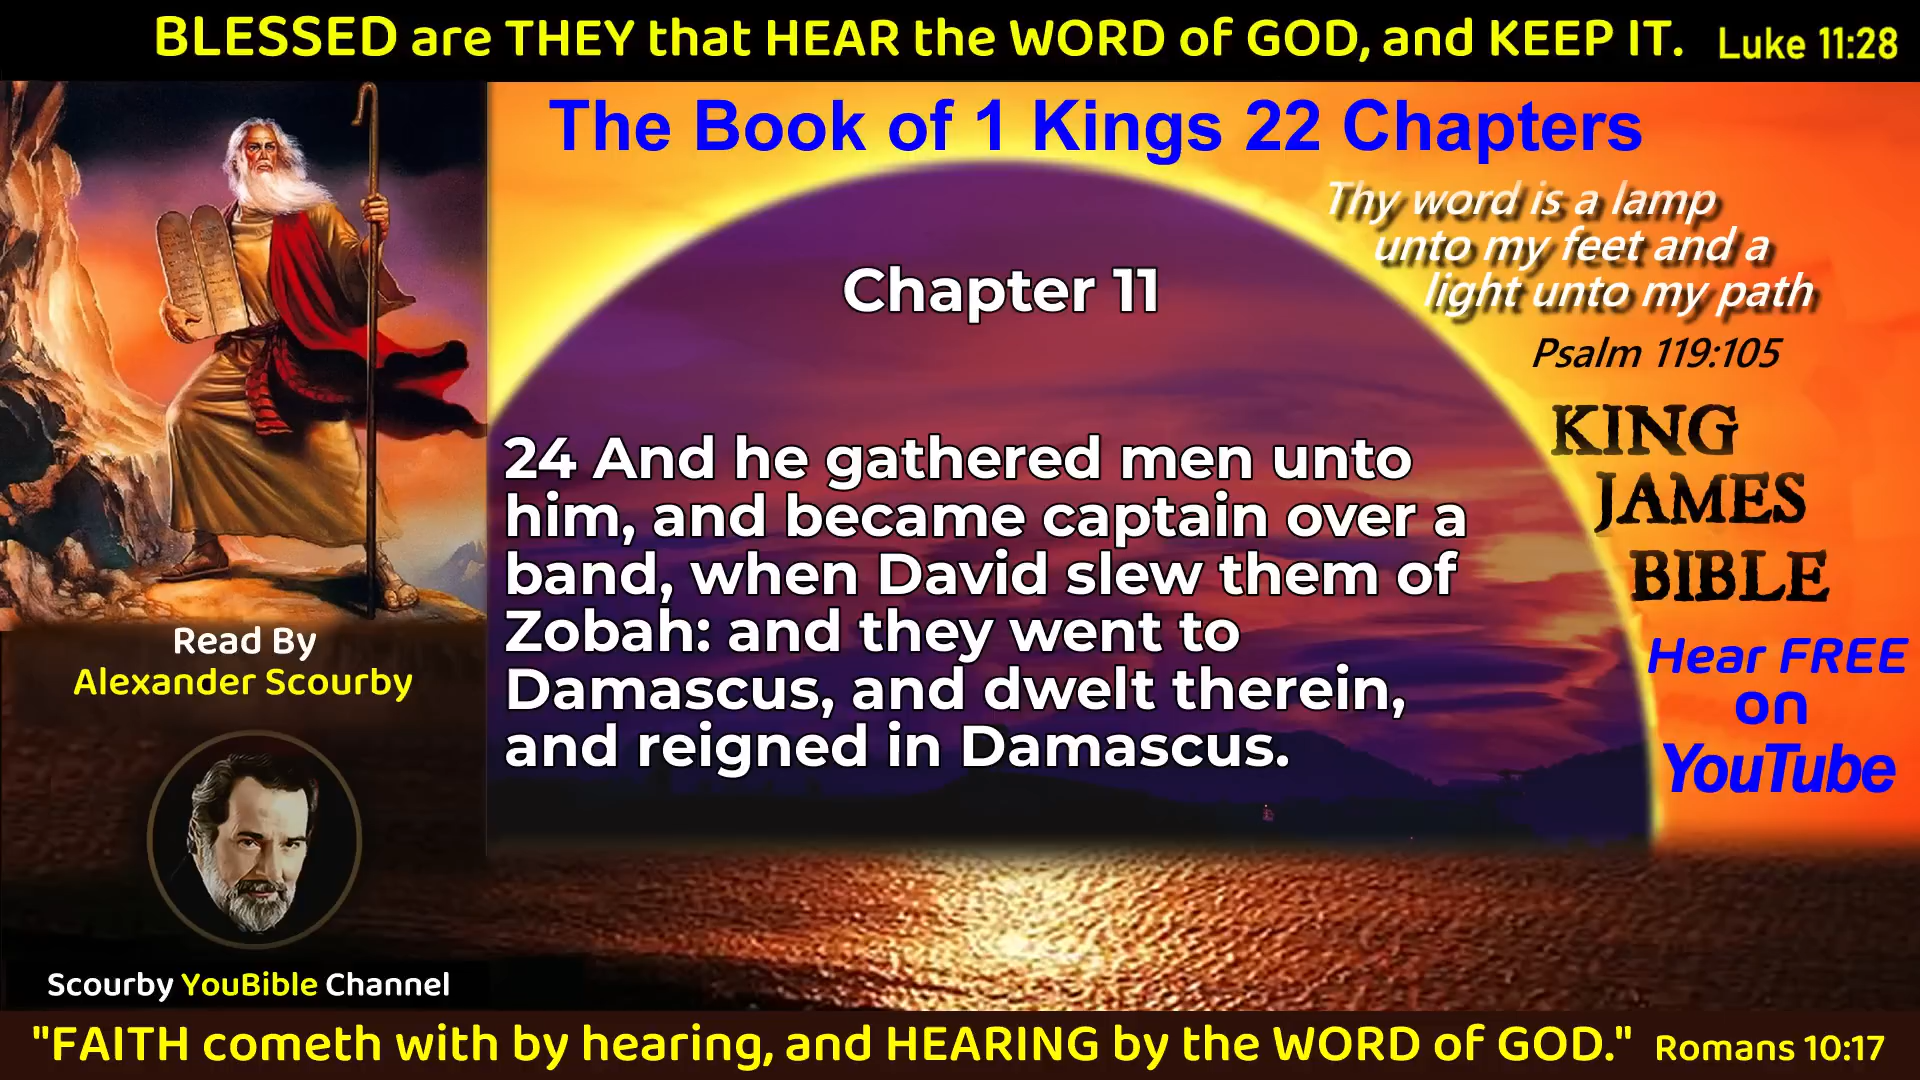 BLESSED are THEY that HEAR the WORD of GOD, and KEEP IT. Luke 11:28
The Book of 1 Kings 22 Chapters
Thy word is a lamp
unto my feet and a
light unto my path
Psalm 119:105
KING
JAMES
BIBLE
Hear FREE
on
YouTube
Chapter 11
24 And he gathered men unto
him, and became captain over a
band, when David slew them of
Zobah: and they went to
Damascus, and dwelt therein,
and reigned in Damascus.
Read By
Alexander Scourby
Scourby YouBible Channel
"FAITH cometh with by hearing, and HEARING by the WORD of GOD." Romans 10:17